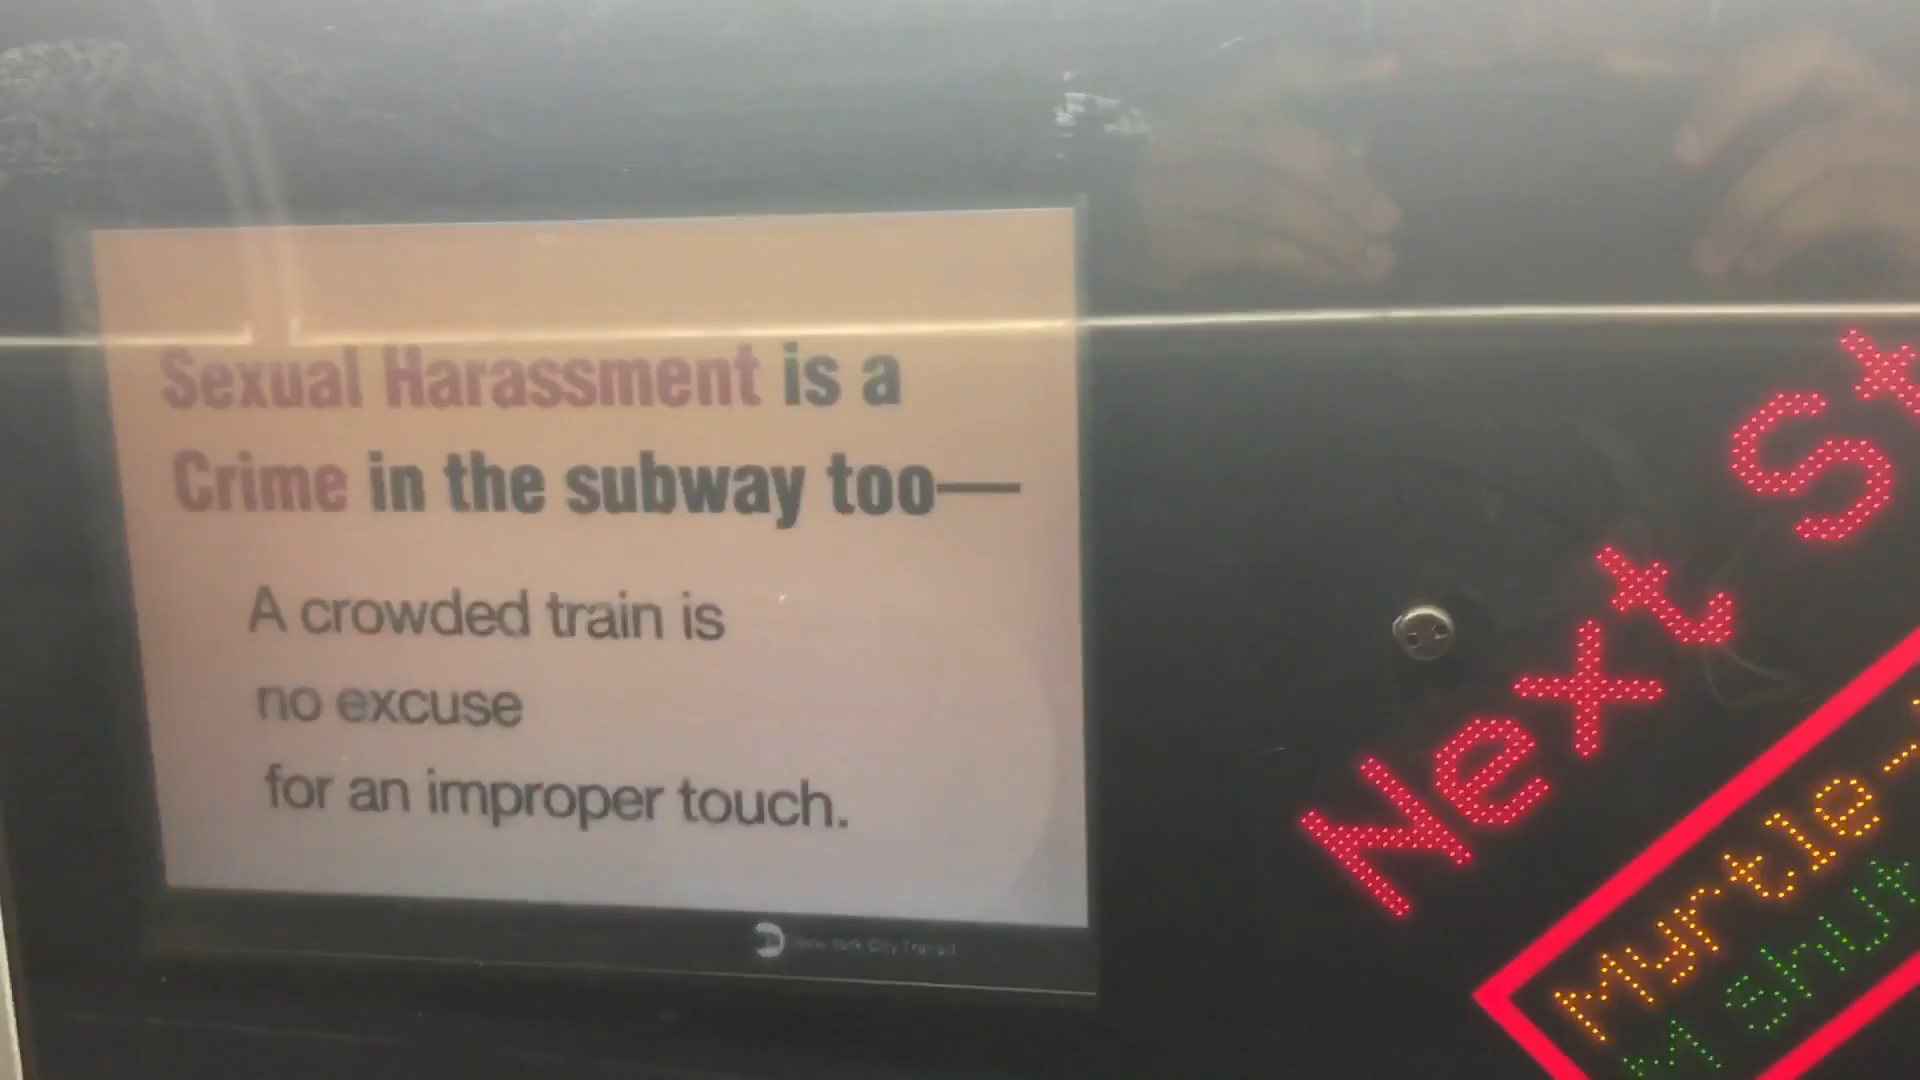 Sexual Harassment is a
Crime in the subway too—
A crowded train is
no excuse
for an improper touch.
New York City Transit
Next St
Myrtle
M shut